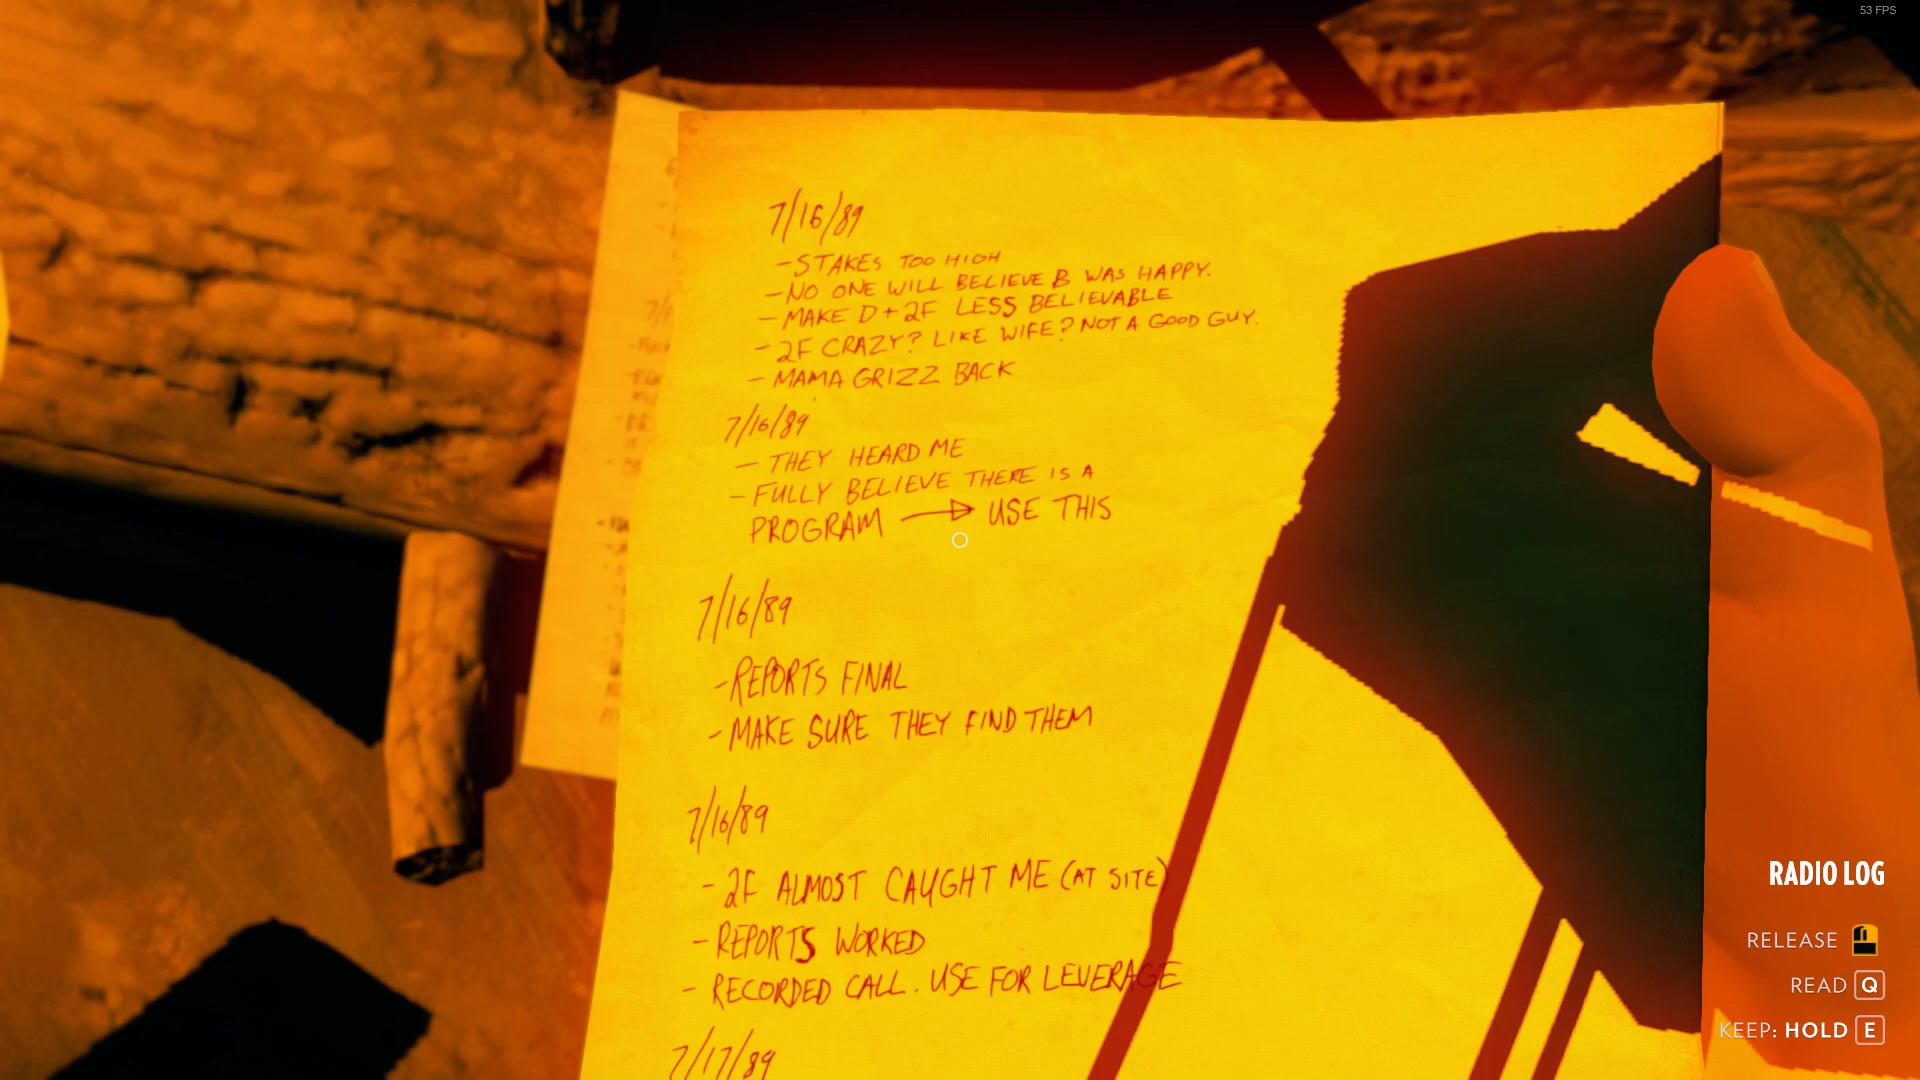 53 FPS
7/16/89
-STAKES TOO HIGH
-NO ONE WILL BELIEVE B WAS HAPPY.
- MAKE D + 2F LESS BELIEVABLE
- 2F CRAZY? LIKE WIFE? NOT A GOOD GUY.
- MAMA GRIZZ BACK
7/16/89
- THEY HEARD ME
- FULLY BELIEVE THERE IS A
PROGRAM → USE THIS
7/16/89
-REPORTS FINAL
- MAKE SURE THEY FIND THEM
7/16/89
- 2F ALMOST CAUGHT ME (AT SITE)
- REPORTS WORKED
- RECORDED CALL. USE FOR LEVERAGE
7/17/89
RADIO LOG
RELEASE
READ Q
KEEP: HOLD E